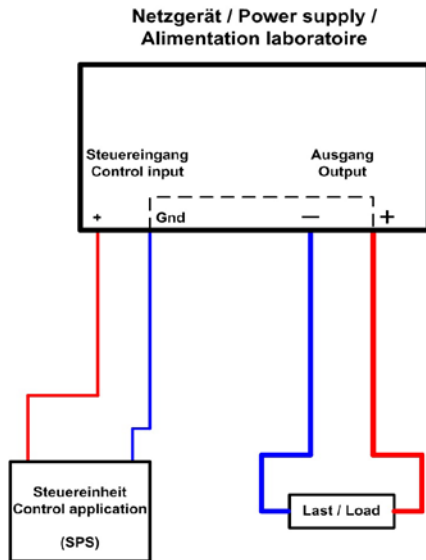 Netzgerät / Power supply /
Alimentation laboratoire
Steuereingang
Control input
Ausgang
Output
+ Gnd — +
Steuereinheit
Control application
(SPS)
Last / Load